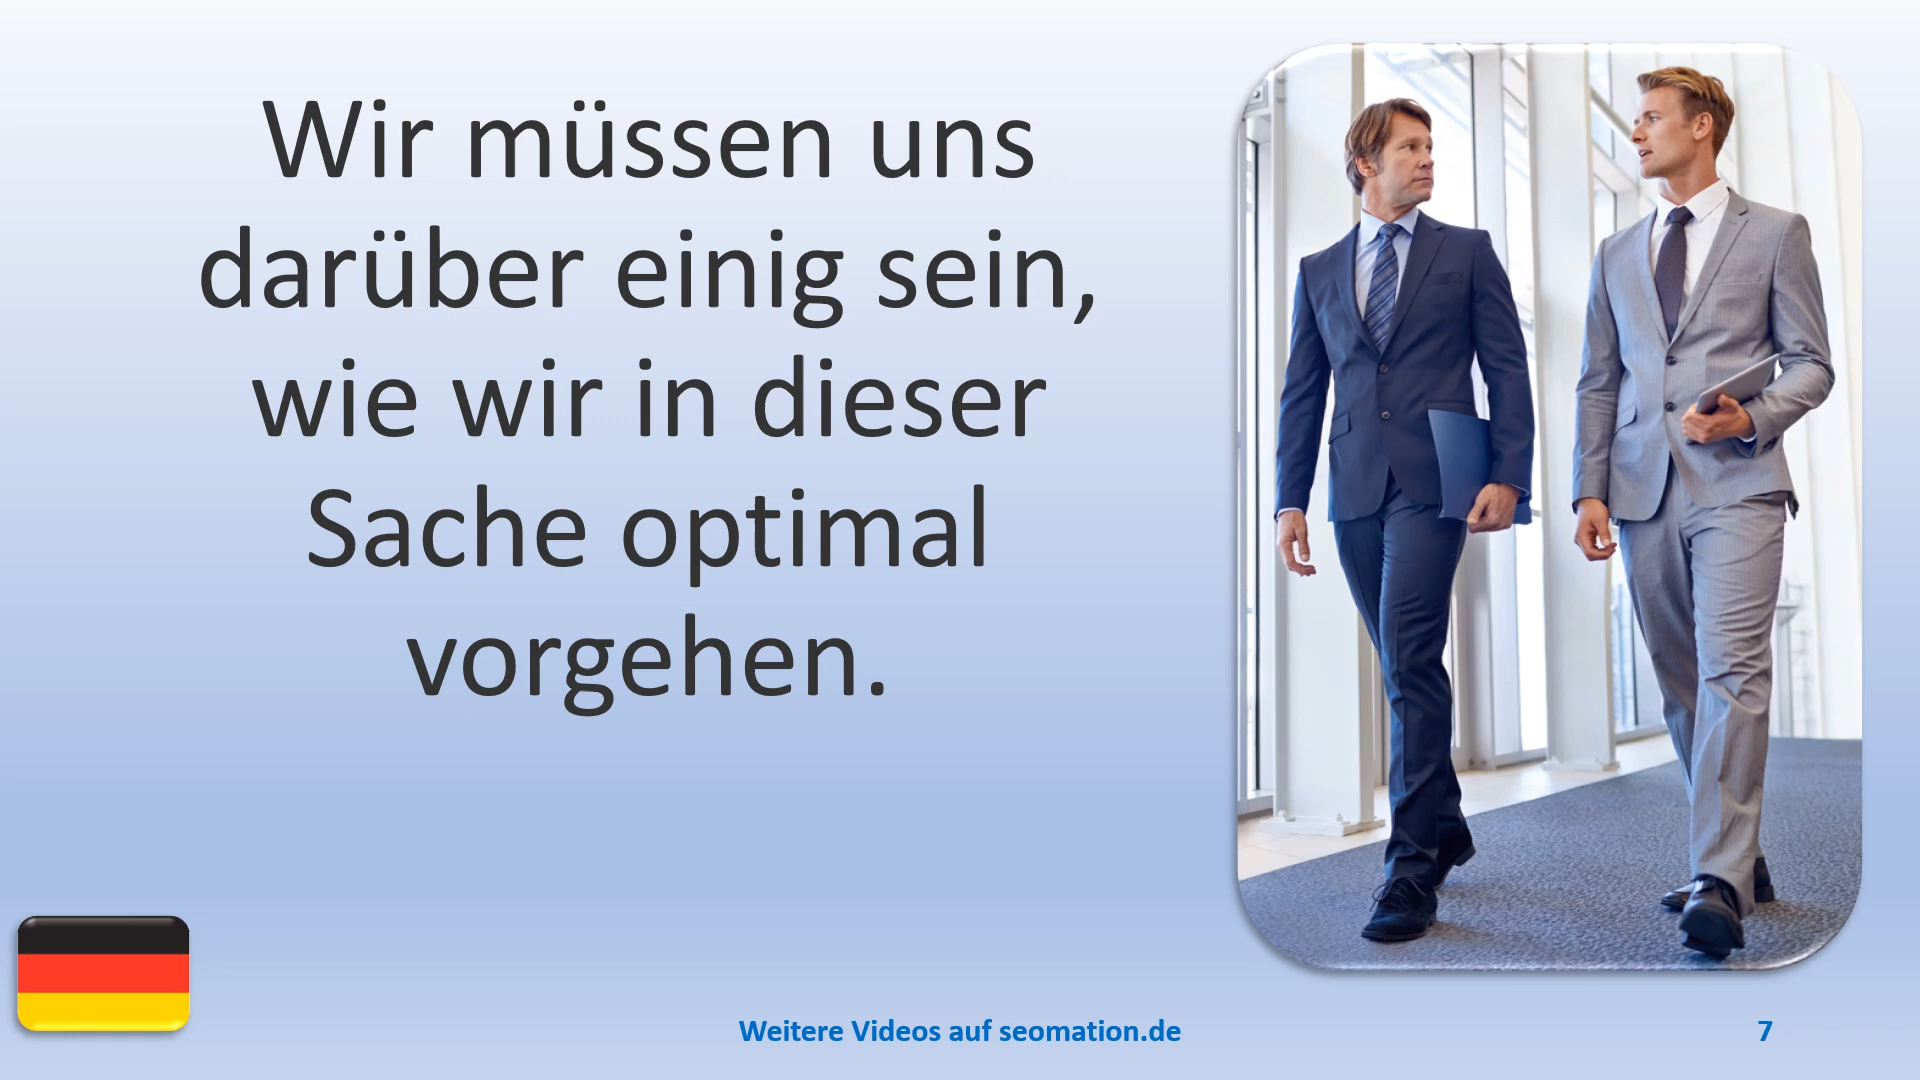 Wir müssen uns
darüber einig sein,
wie wir in dieser
Sache optimal
vorgehen.
Weitere Videos auf seomation.de
7